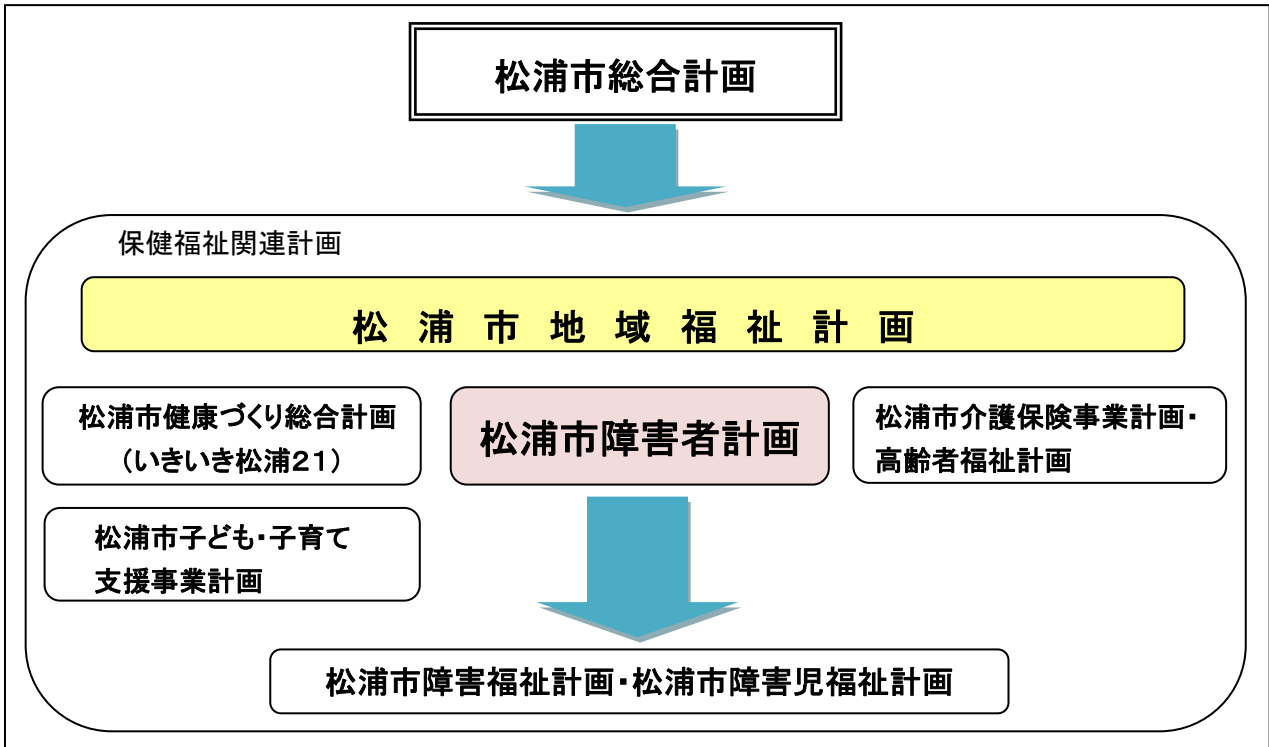 松浦市総合計画
保健福祉関連計画
松浦市地域福祉計画
松浦市健康づくり総合計画
（いきいき松浦２１）
松浦市障害者計画
松浦市介護保険事業計画・
高齢者福祉計画
松浦市子ども・子育て
支援事業計画
松浦市障害福祉計画・松浦市障害児福祉計画